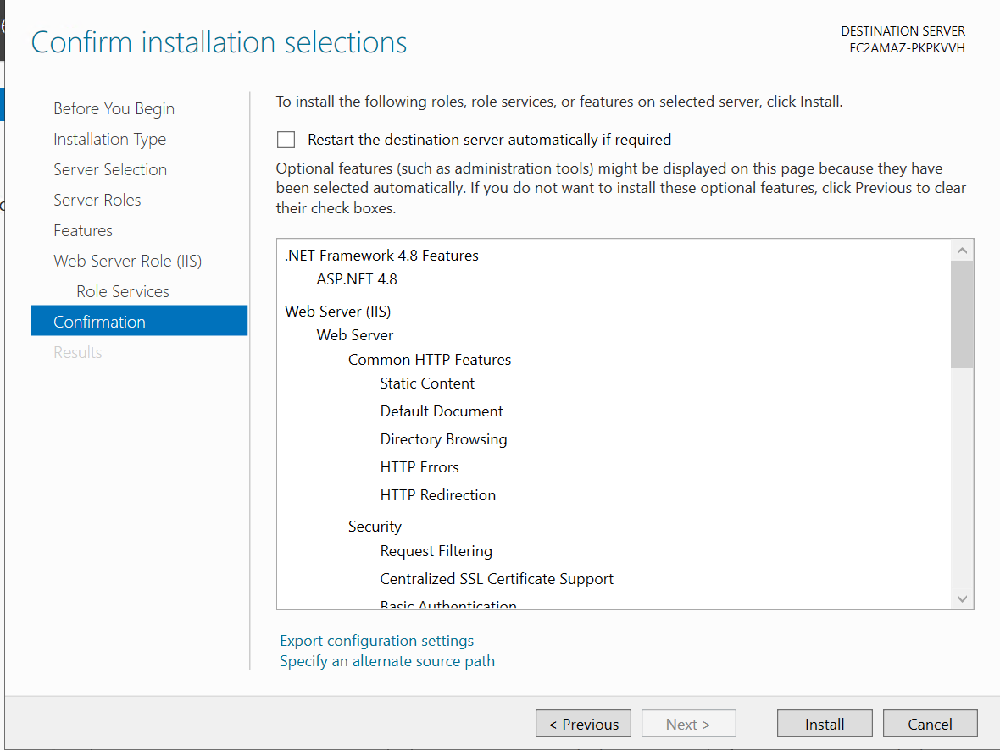 Confirm installation selections
DESTINATION SERVER
EC2AMAZ-PKPKVVH
Before You Begin
Installation Type
Server Selection
Server Roles
Features
Web Server Role (IIS)
Role Services
Confirmation
Results
To install the following roles, role services, or features on selected server, click Install.
Restart the destination server automatically if required
Optional features (such as administration tools) might be displayed on this page because they have
been selected automatically. If you do not want to install these optional features, click Previous to clear
their check boxes.
.NET Framework 4.8 Features
ASP.NET 4.8
Web Server (IIS)
Web Server
Common HTTP Features
Static Content
Default Document
Directory Browsing
HTTP Errors
HTTP Redirection
Security
Request Filtering
Centralized SSL Certificate Support
Basic Authentication
Export configuration settings
Specify an alternate source path
< Previous
Next >
Install
Cancel